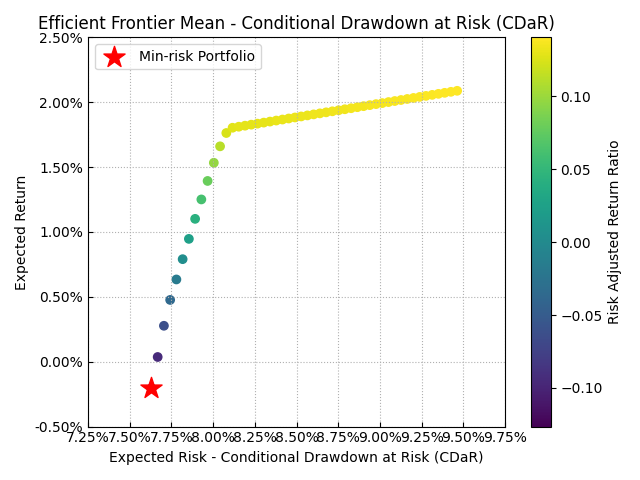 Efficient Frontier Mean - Conditional Drawdown at Risk (CDaR)
Min-risk Portfolio
Expected Return
2.50%
2.00%
1.50%
1.00%
0.50%
0.00%
-0.50%
7.25% 7.50% 7.75% 8.00% 8.25% 8.50% 8.75% 9.00% 9.25% 9.50% 9.75%
Expected Risk - Conditional Drawdown at Risk (CDaR)
0.10
0.05
0.00
−0.05
−0.10
Risk Adjusted Return Ratio